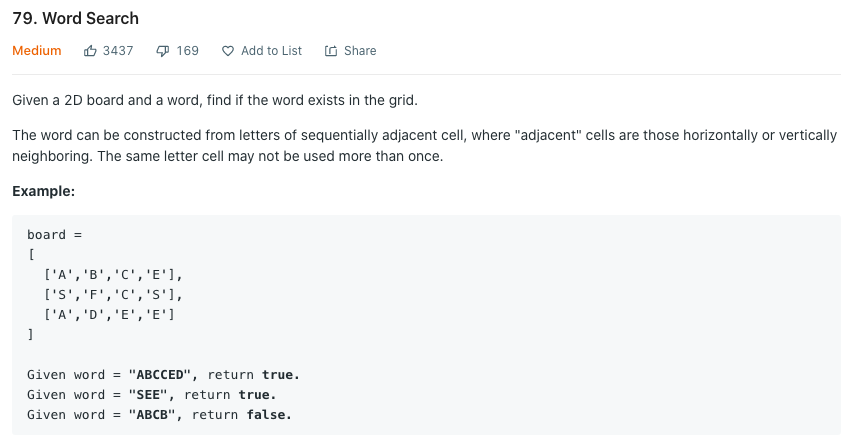 79. Word Search
Medium 3437 169 Add to List Share
Given a 2D board and a word, find if the word exists in the grid.
The word can be constructed from letters of sequentially adjacent cell, where "adjacent" cells are those horizontally or vertically
neighboring. The same letter cell may not be used more than once.
Example:
board =
[
  ['A','B','C','E'],
  ['S','F','C','S'],
  ['A','D','E','E']
]
Given word = "ABCCED", return true.
Given word = "SEE", return true.
Given word = "ABCB", return false.